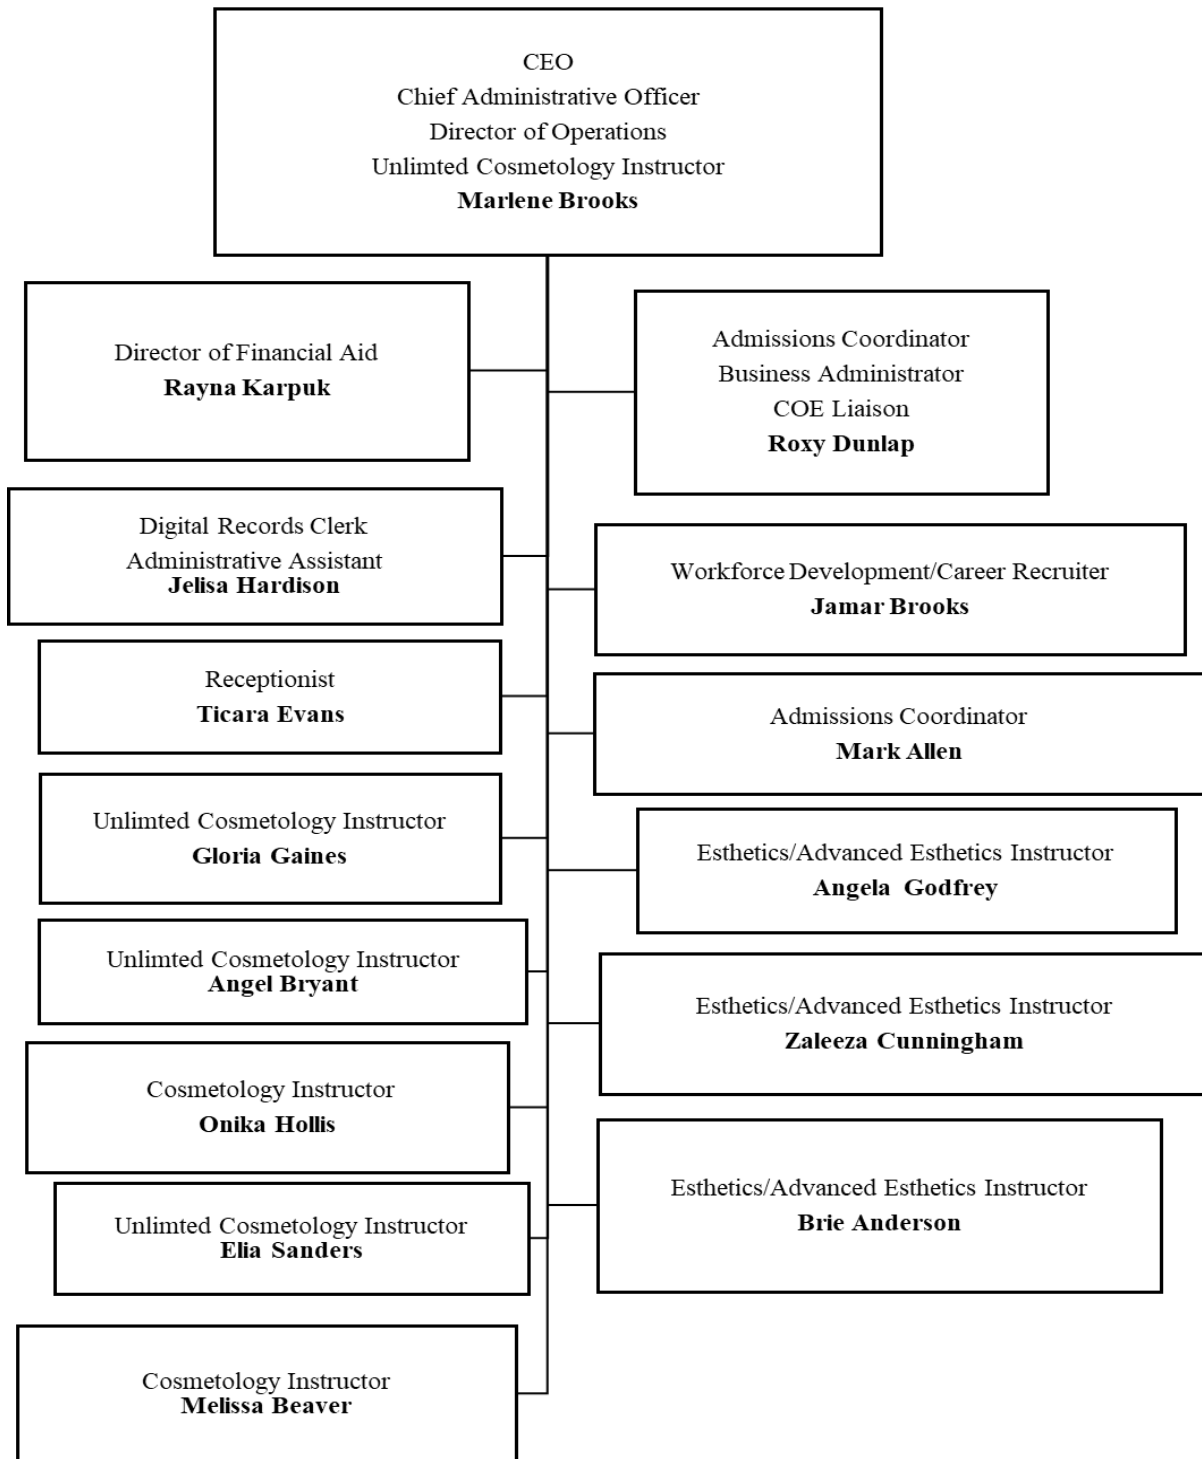 CEO
Chief Administrative Officer
Director of Operations
Unlimted Cosmetology Instructor
Marlene Brooks
Director of Financial Aid
Rayna Karpuk
Admissions Coordinator
Business Administrator
COE Liaison
Roxy Dunlap
Digital Records Clerk
Administrative Assistant
Jelisa Hardison
Workforce Development/Career Recruiter
Jamar Brooks
Receptionist
Ticara Evans
Admissions Coordinator
Mark Allen
Unlimted Cosmetology Instructor
Gloria Gaines
Esthetics/Advanced Esthetics Instructor
Angela Godfrey
Unlimted Cosmetology Instructor
Angel Bryant
Esthetics/Advanced Esthetics Instructor
Zaleeza Cunningham
Cosmetology Instructor
Onika Hollis
Esthetics/Advanced Esthetics Instructor
Brie Anderson
Unlimted Cosmetology Instructor
Elia Sanders
Cosmetology Instructor
Melissa Beaver